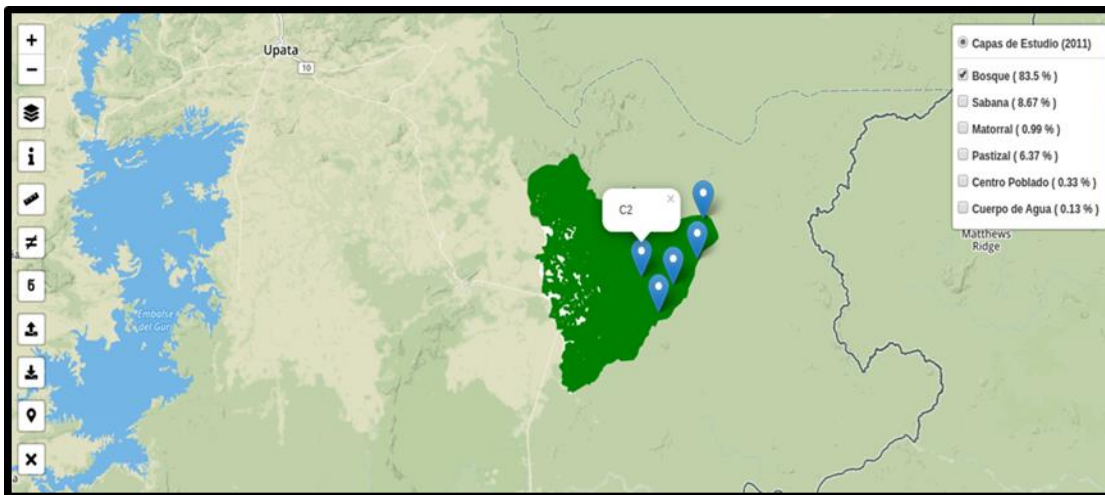 +
Upata
10
−
Capas de Estudio (2011)
Bosque ( 83.5 % )
Sabana ( 8.67 % )
Matorral ( 0.99 % )
Pastizal ( 6.37 % )
Centro Poblado ( 0.33 % )
Cuerpo de Agua ( 0.13 % )
Matthews
Ridge
C2
×
i
≠
6
Embalse
del Guri